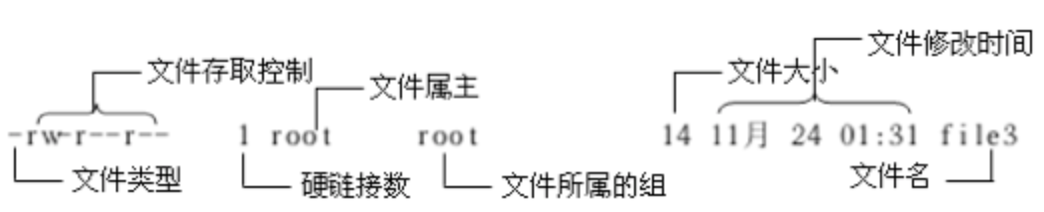 文件修改时间
文件存取控制
文件大小
文件属主
-rw-r--r-- 1 root root 14 11月 24 01:31 file3
文件类型
硬链接数
文件所属的组
文件名